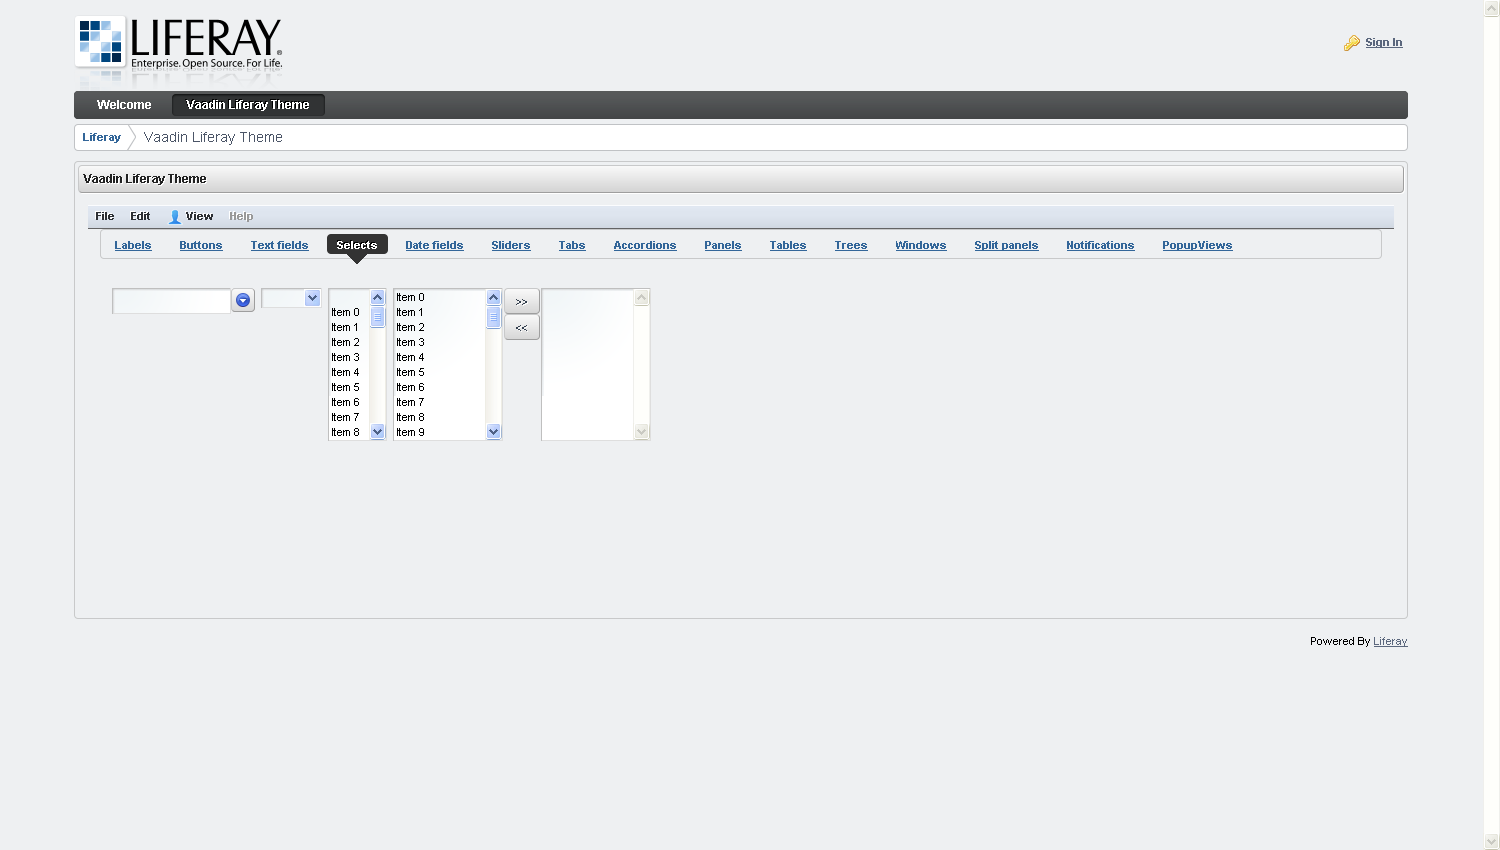 LIFERAY®
Enterprise. Open Source. For Life.
Sign In
Welcome
Vaadin Liferay Theme
Liferay
Vaadin Liferay Theme
Vaadin Liferay Theme
File Edit View Help
Labels Buttons Text fields Selects Date fields Sliders Tabs Accordions Panels Tables Trees Windows Split panels Notifications PopupViews
Item 0
Item 1
Item 2
Item 3
Item 4
Item 5
Item 6
Item 7
Item 8
Item 0
Item 1
Item 2
Item 3
Item 4
Item 5
Item 6
Item 7
Item 8
Item 9
>>
<<
Powered By Liferay